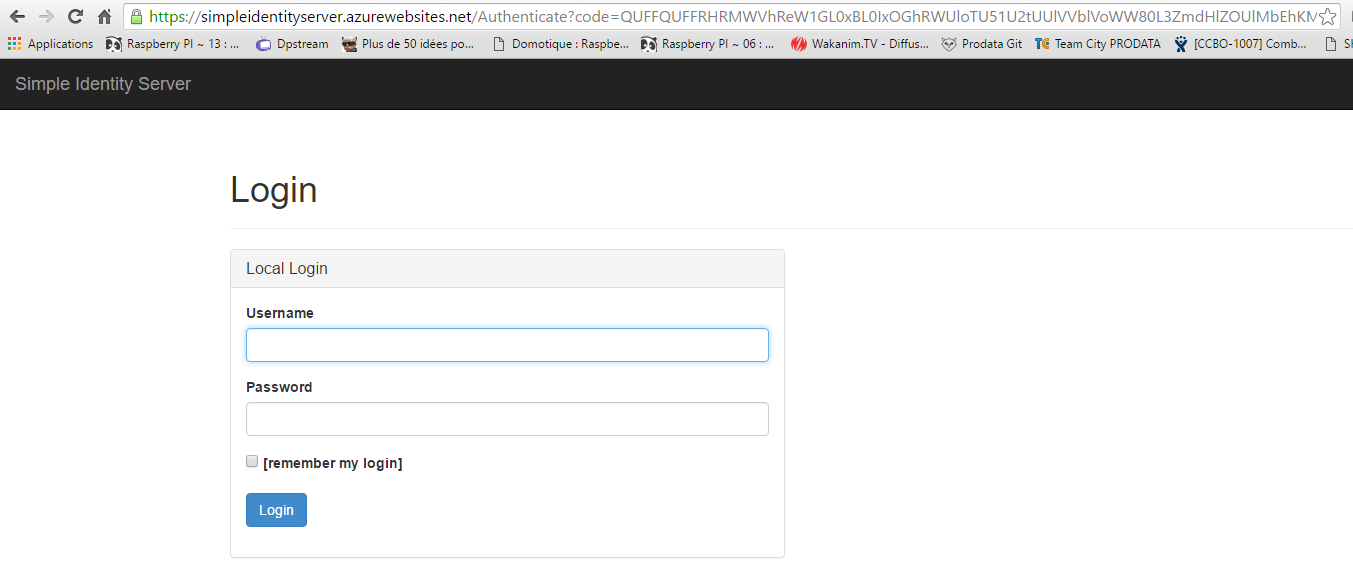 https://simpleidentityserver.azurewebsites.net/Authenticate?code=QUFFQUFFRHRMWVhReW1GL0xBL0IxOGhRWUloTU51U2tUUlVVblVoWW80L3ZmdHlZOUlMbEhKM
Applications Raspberry PI ~ 13 : ... Dpstream Plus de 50 idées po... Domotique : Raspbe... Raspberry PI ~ 06 : ... Wakanim.TV - Diffus... Prodata Git Team City PRODATA [CCBO-1007] Comb... Sh
Simple Identity Server
Login
Local Login
Username
Password
[remember my login]
Login